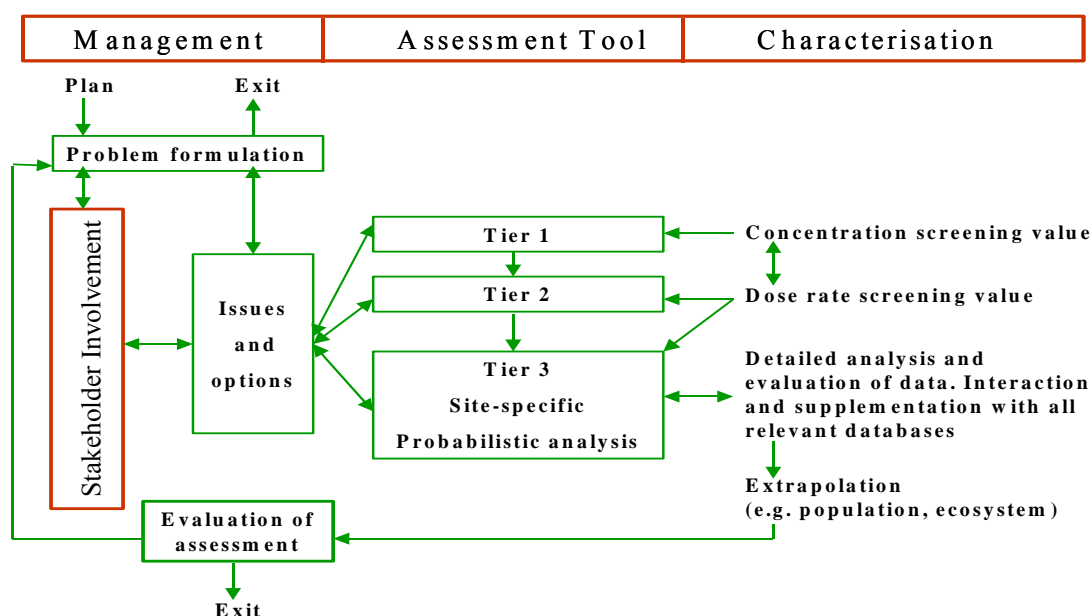 Management
Assessment Tool
Characterisation
Plan
Exit
Problem formulation
Stakeholder Involvement
Issues
and
options
Tier 1
Tier 2
Tier 3
Site-specific
Probabilistic analysis
Concentration screening value
Dose rate screening value
Detailed analysis and
evaluation of data. Interaction
and supplementation with all
relevant databases
Extrapolation
(e.g. population, ecosystem)
Evaluation of
assessment
Exit